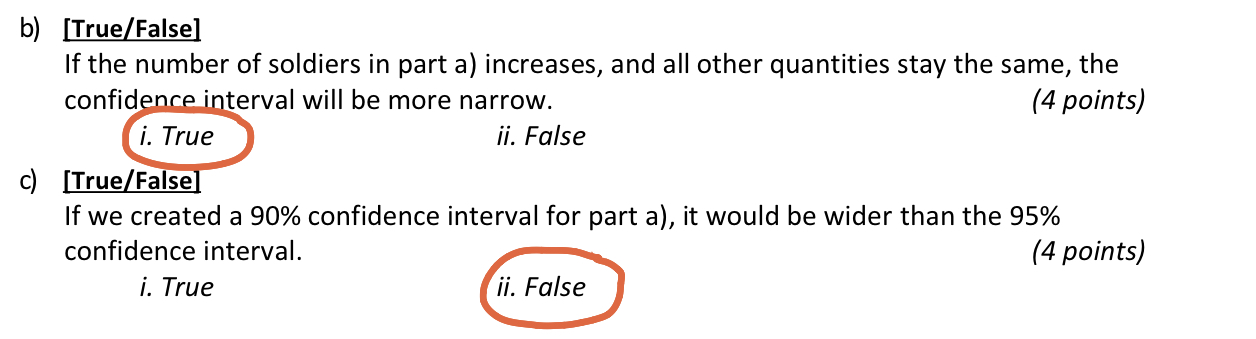 b) [True/False]
If the number of soldiers in part a) increases, and all other quantities stay the same, the
confidence interval will be more narrow. (4 points)
i. True ii. False
c) [True/False]
If we created a 90% confidence interval for part a), it would be wider than the 95%
confidence interval. (4 points)
i. True ii. False